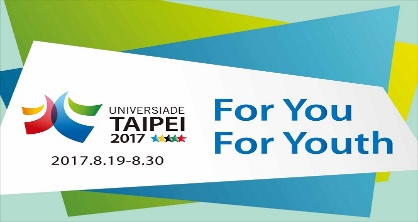 UNIVERSIADE
TAIPEI
2017
2017.8.19-8.30
For You
For Youth